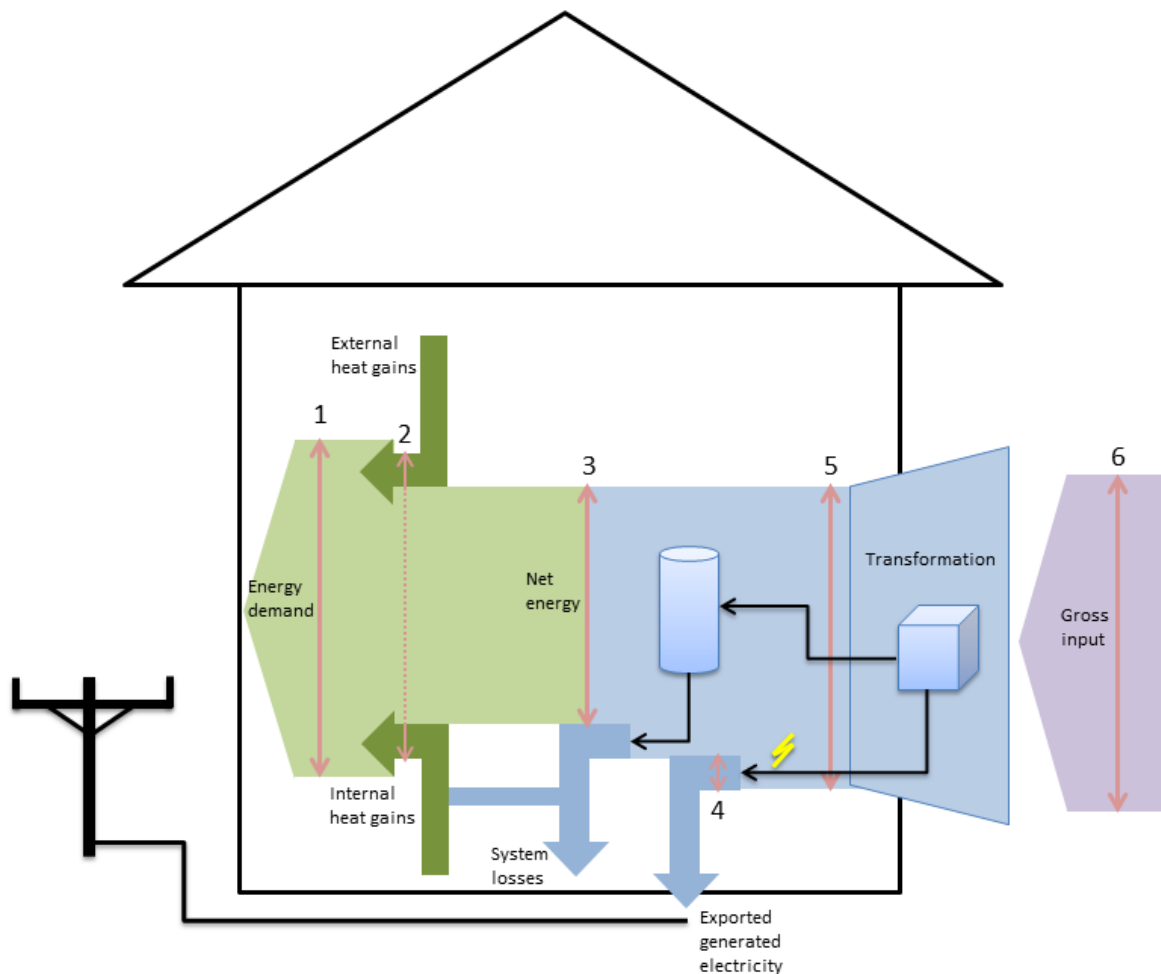 External
heat gains
1
2
3
5
6
Transformation
Energy
demand
Net
energy
Gross
input
Internal
heat gains
4
System
losses
Exported
generated
electricity